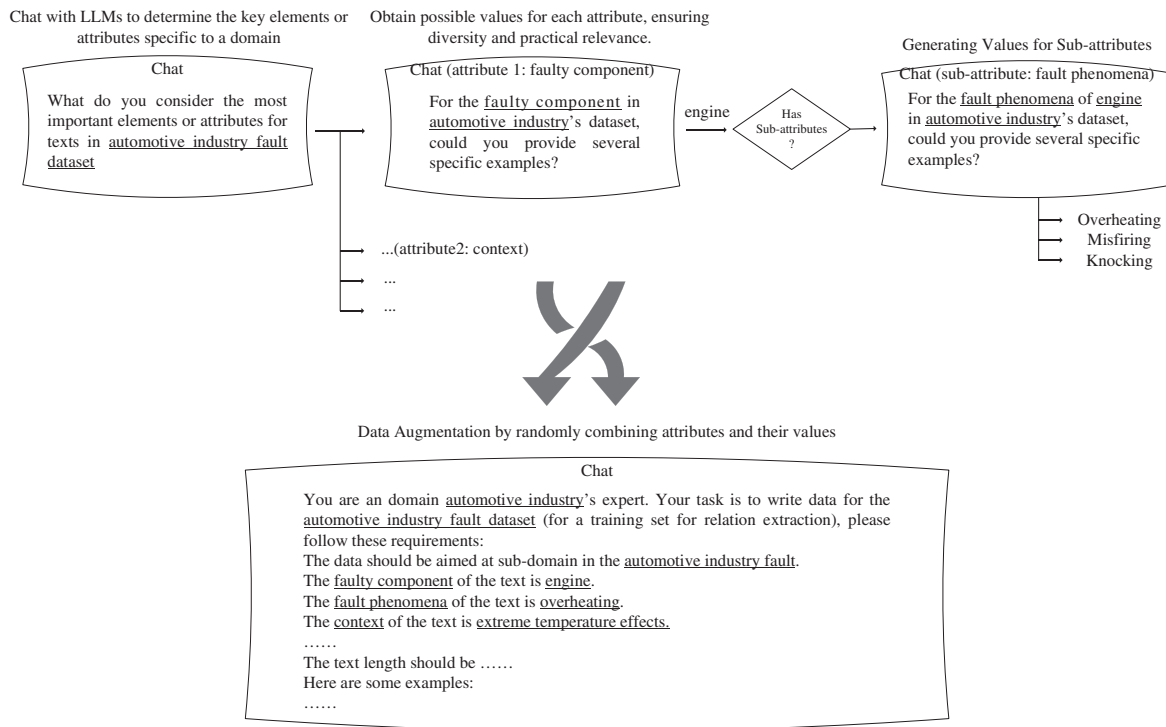 Chat with LLMs to determine the key elements or
attributes specific to a domain
Chat
What do you consider the most
important elements or attributes for
texts in automotive industry fault
dataset
Obtain possible values for each attribute, ensuring
diversity and practical relevance.
Chat (attribute 1: faulty component)
For the faulty component in
automotive industry's dataset,
could you provide several
specific examples?
engine
Has
Sub-attributes
?
Generating Values for Sub-attributes
Chat (sub-attribute: fault phenomena)
For the fault phenomena of engine
in automotive industry's dataset,
could you provide several specific
examples?
Overheating
Misfiring
Knocking
...(attribute2: context)
...
...
Data Augmentation by randomly combining attributes and their values
Chat
You are an domain automotive industry's expert. Your task is to write data for the
automotive industry fault dataset (for a training set for relation extraction), please
follow these requirements:
The data should be aimed at sub-domain in the automotive industry fault.
The faulty component of the text is engine.
The fault phenomena of the text is overheating.
The context of the text is extreme temperature effects.
……
The text length should be ……
Here are some examples:
……